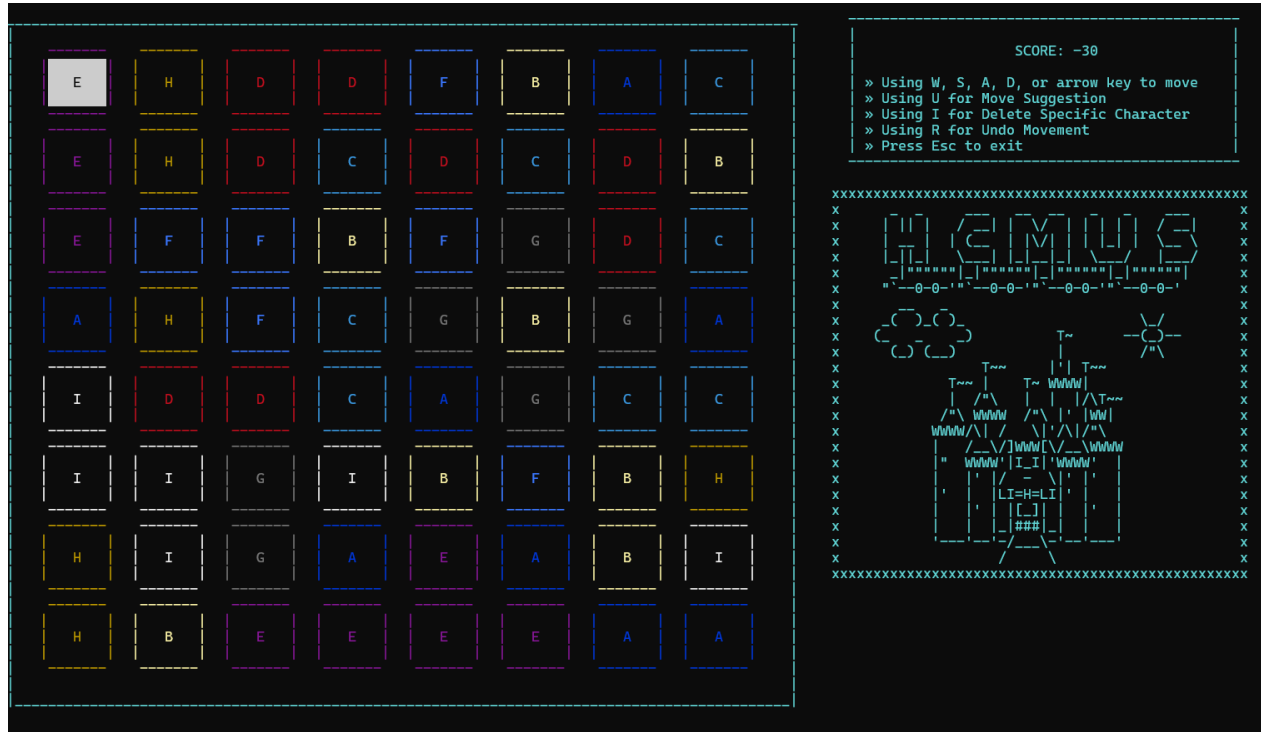 E H D D F B A C
E H D C D C D B
E F F B F G D C
A H F C G B G A
I D D C A G C C
I I G I B F B H
H I G A E A B I
H B E E E E A A
SCORE: -30
» Using W, S, A, D, or arrow key to move
» Using U for Move Suggestion
» Using I for Delete Specific Character
» Using R for Undo Movement
» Press Esc to exit
HCMUS